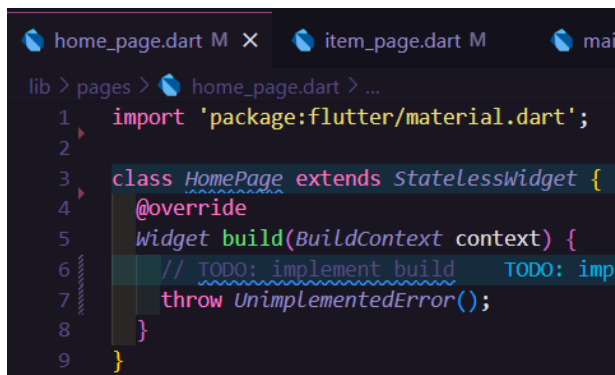 home_page.dart M X item_page.dart M mai
lib > pages > home_page.dart > ...
1 import 'package:flutter/material.dart';
2
3 class HomePage extends StatelessWidget {
4 @override
5 Widget build(BuildContext context) {
6 // TODO: implement build TODO: imp
7 throw UnimplementedError();
8 }
9 }